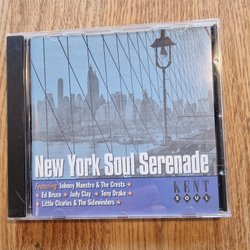 New York Soul Serenade
Featuring: Johnny Maestro & The Crests
Ed Bruce Judy Clay Tony Drake
Little Charles & The Sidewinders
KENT
SOUL